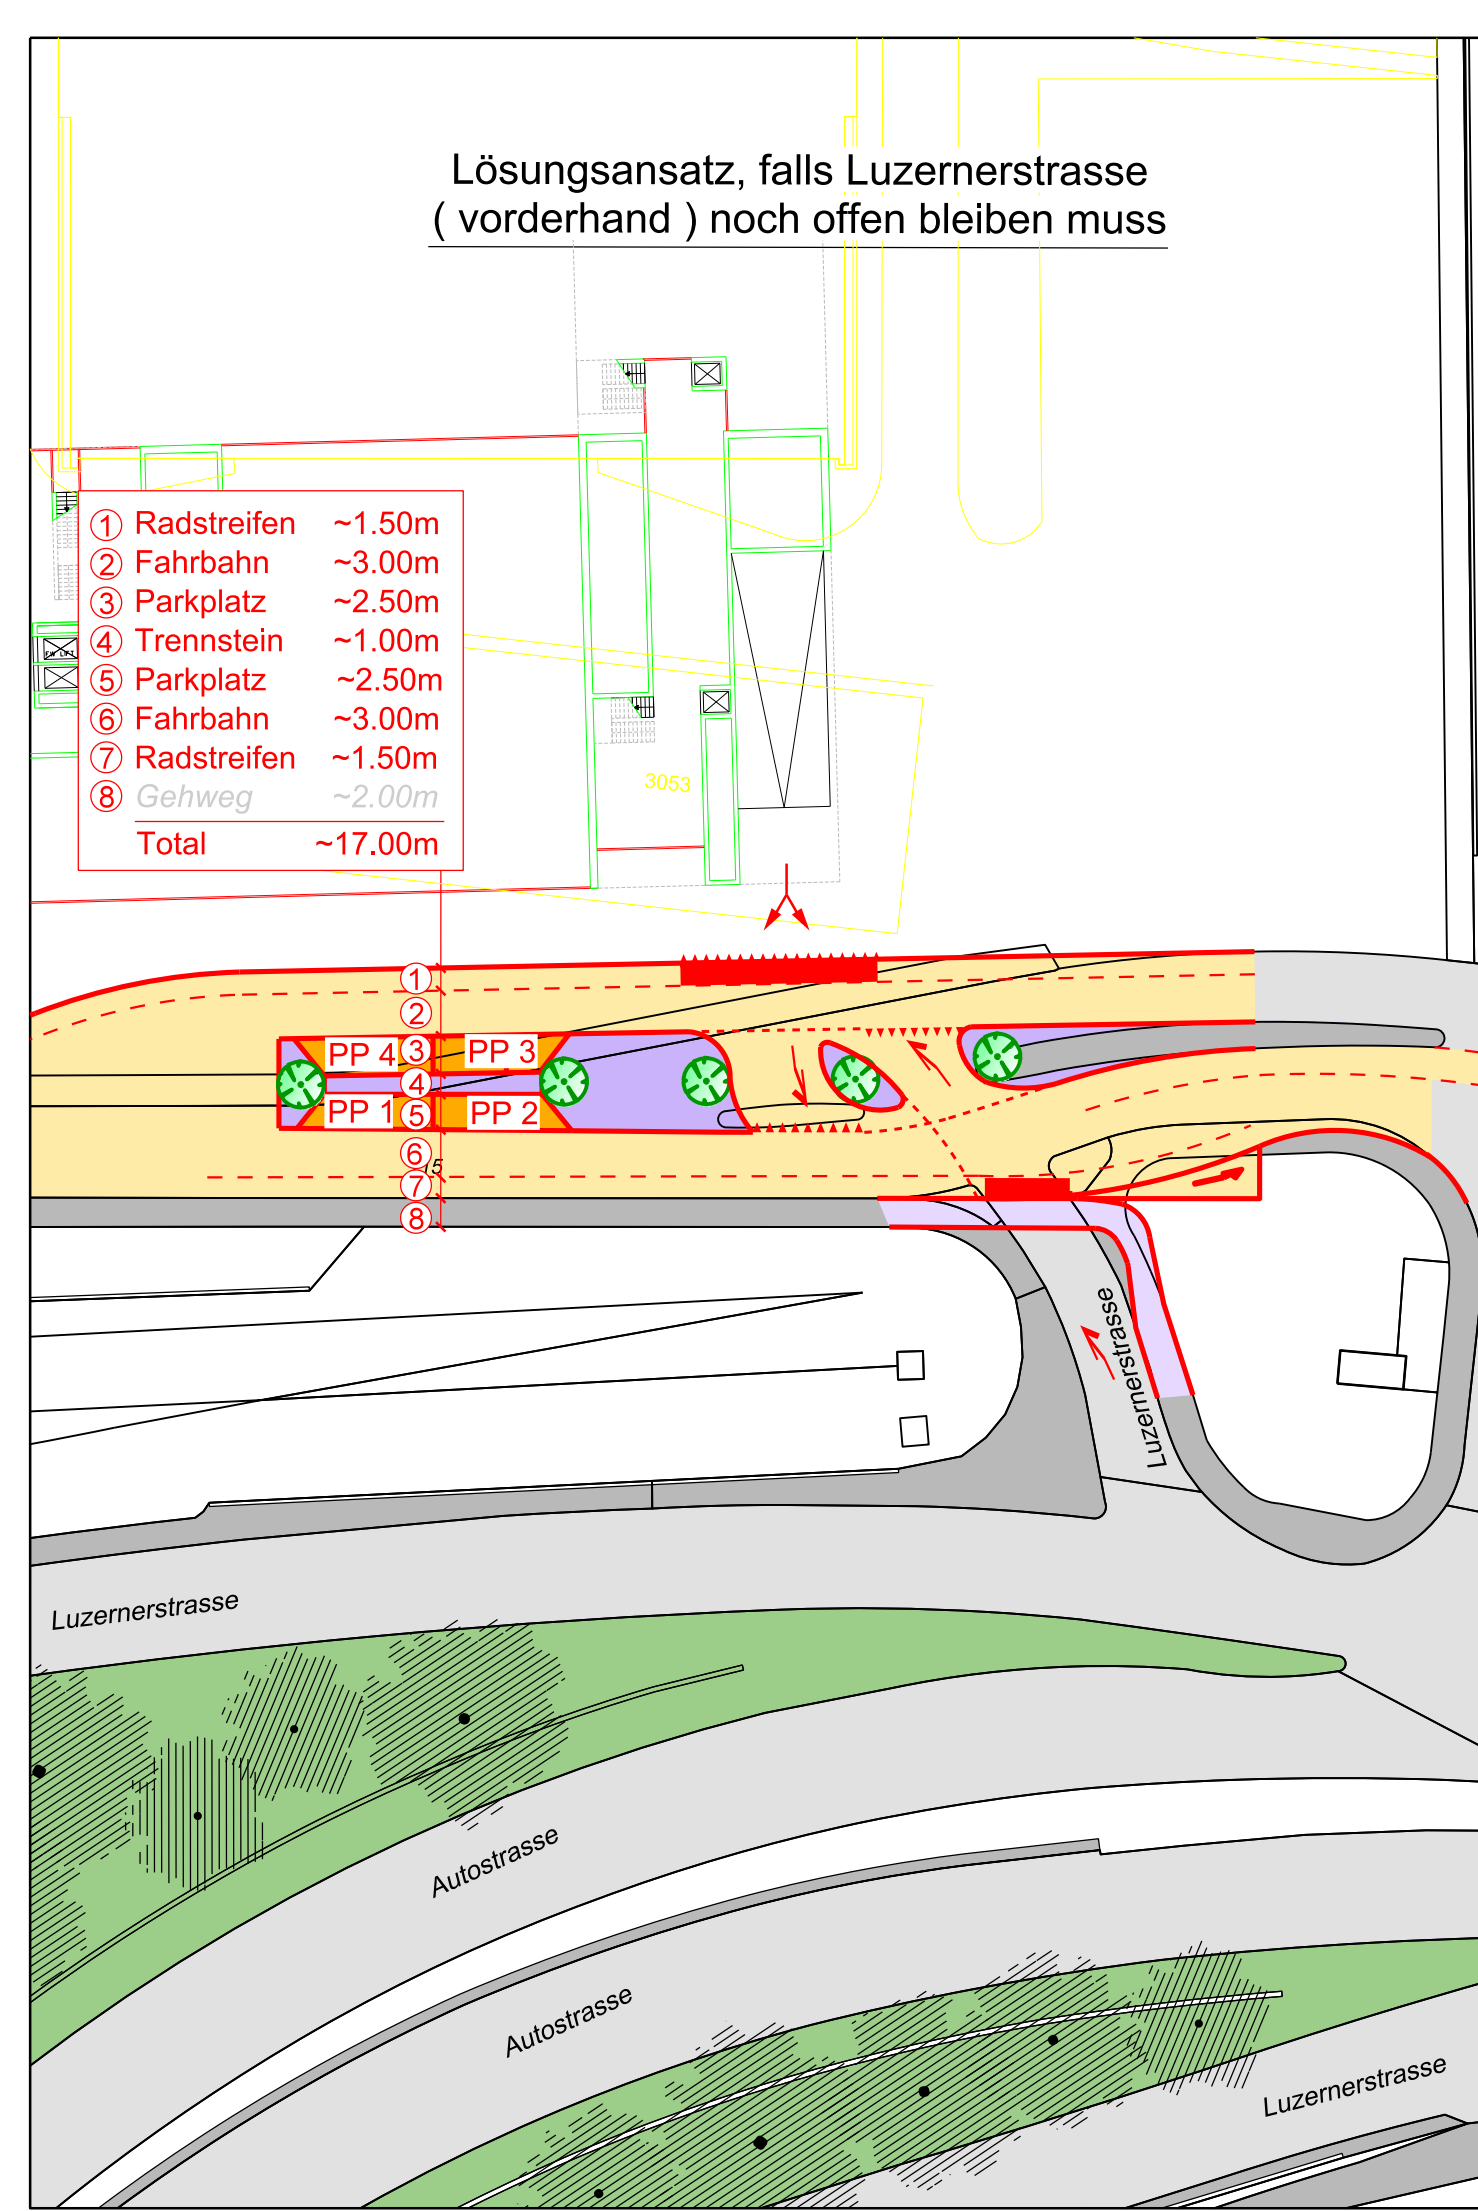 Lösungsansatz, falls Luzernerstrasse
( vorderhand ) noch offen bleiben muss
1 Radstreifen ~1.50m
2 Fahrbahn ~3.00m
3 Parkplatz ~2.50m
4 Trennstein ~1.00m
5 Parkplatz ~2.50m
6 Fahrbahn ~3.00m
7 Radstreifen ~1.50m
8 Gehweg ~2.00m
Total ~17.00m
FW LIFT
3053
1
2
PP 4 3 PP 3
4
PP 1 5 PP 2
6
15
7
8
Luzernerstrasse
Luzernerstrasse
Autostrasse
Autostrasse
Luzernerstrasse